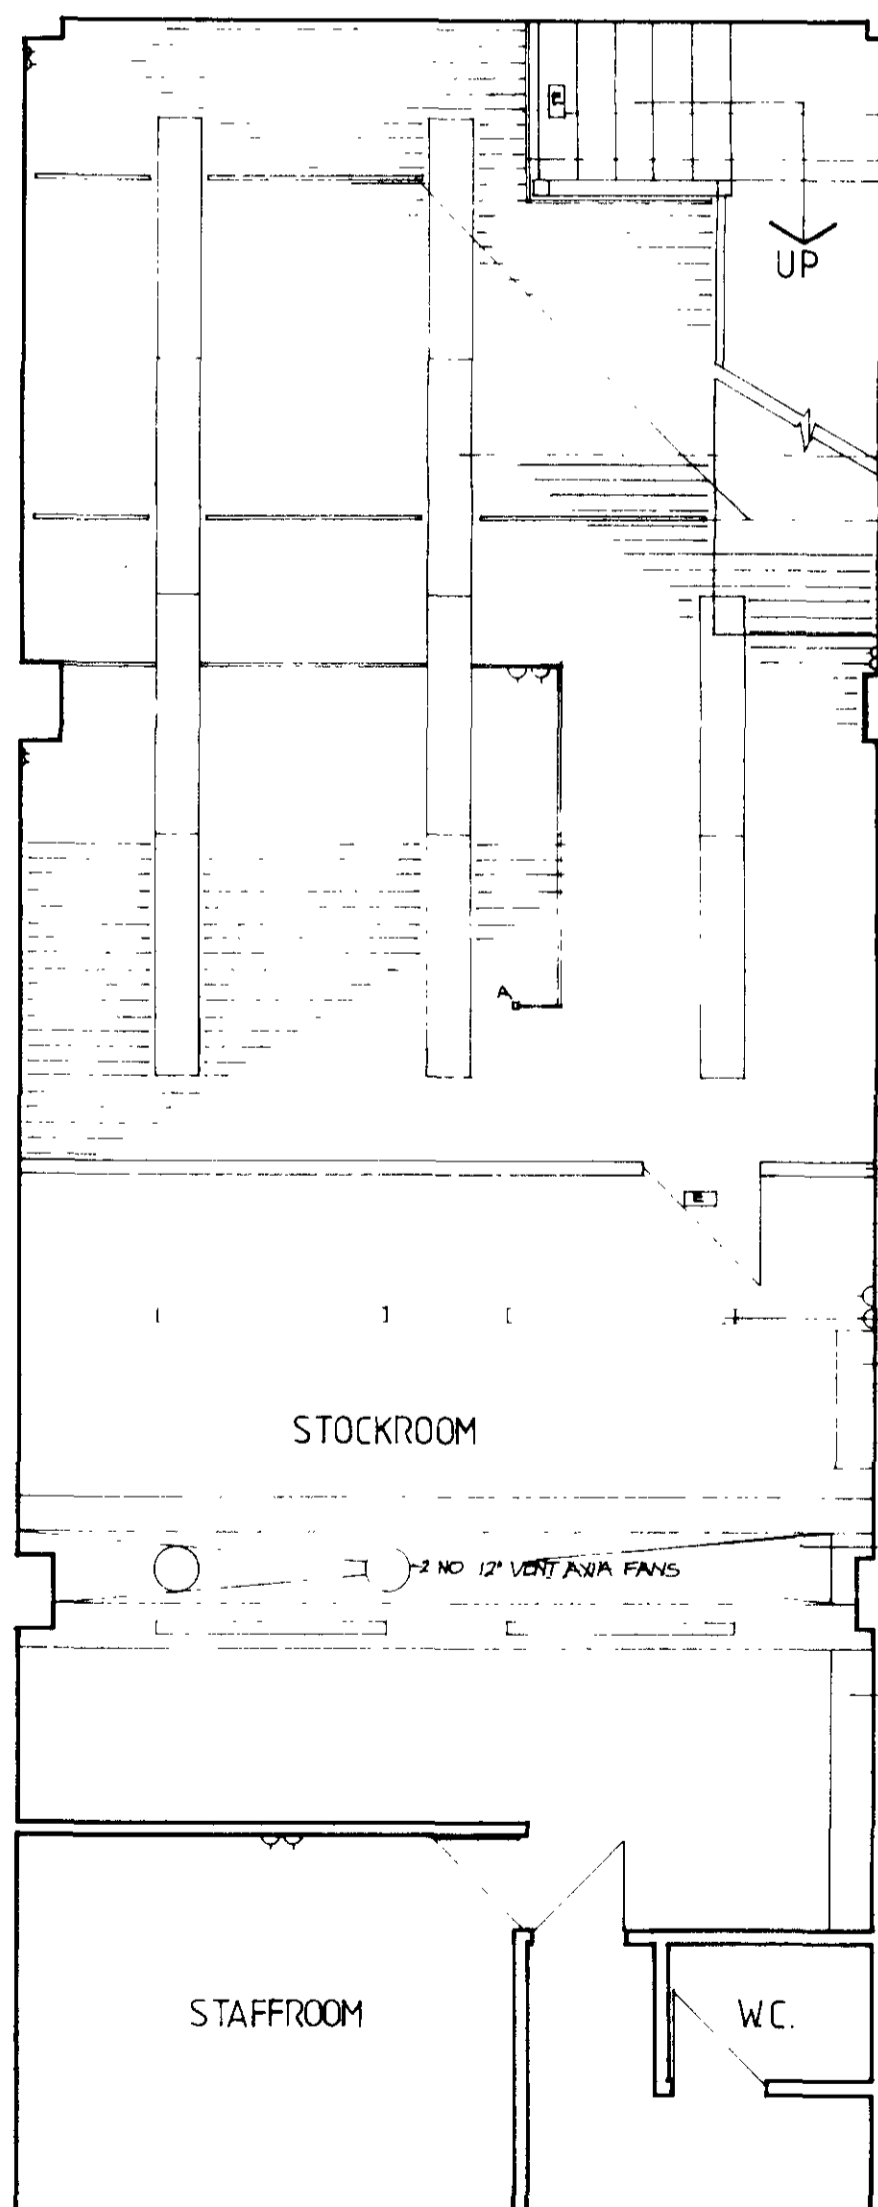 E
UP
A
E
STOCKROOM
2 NO 12" VENT AXIA FANS
STAFFROOM
W.C.